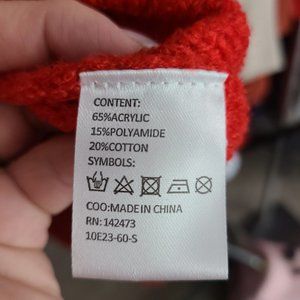 CONTENT:
65%ACRYLIC
15%POLYAMIDE
20%COTTON
SYMBOLS:
COO:MADE IN CHINA
RN: 142473
10E23-60-S